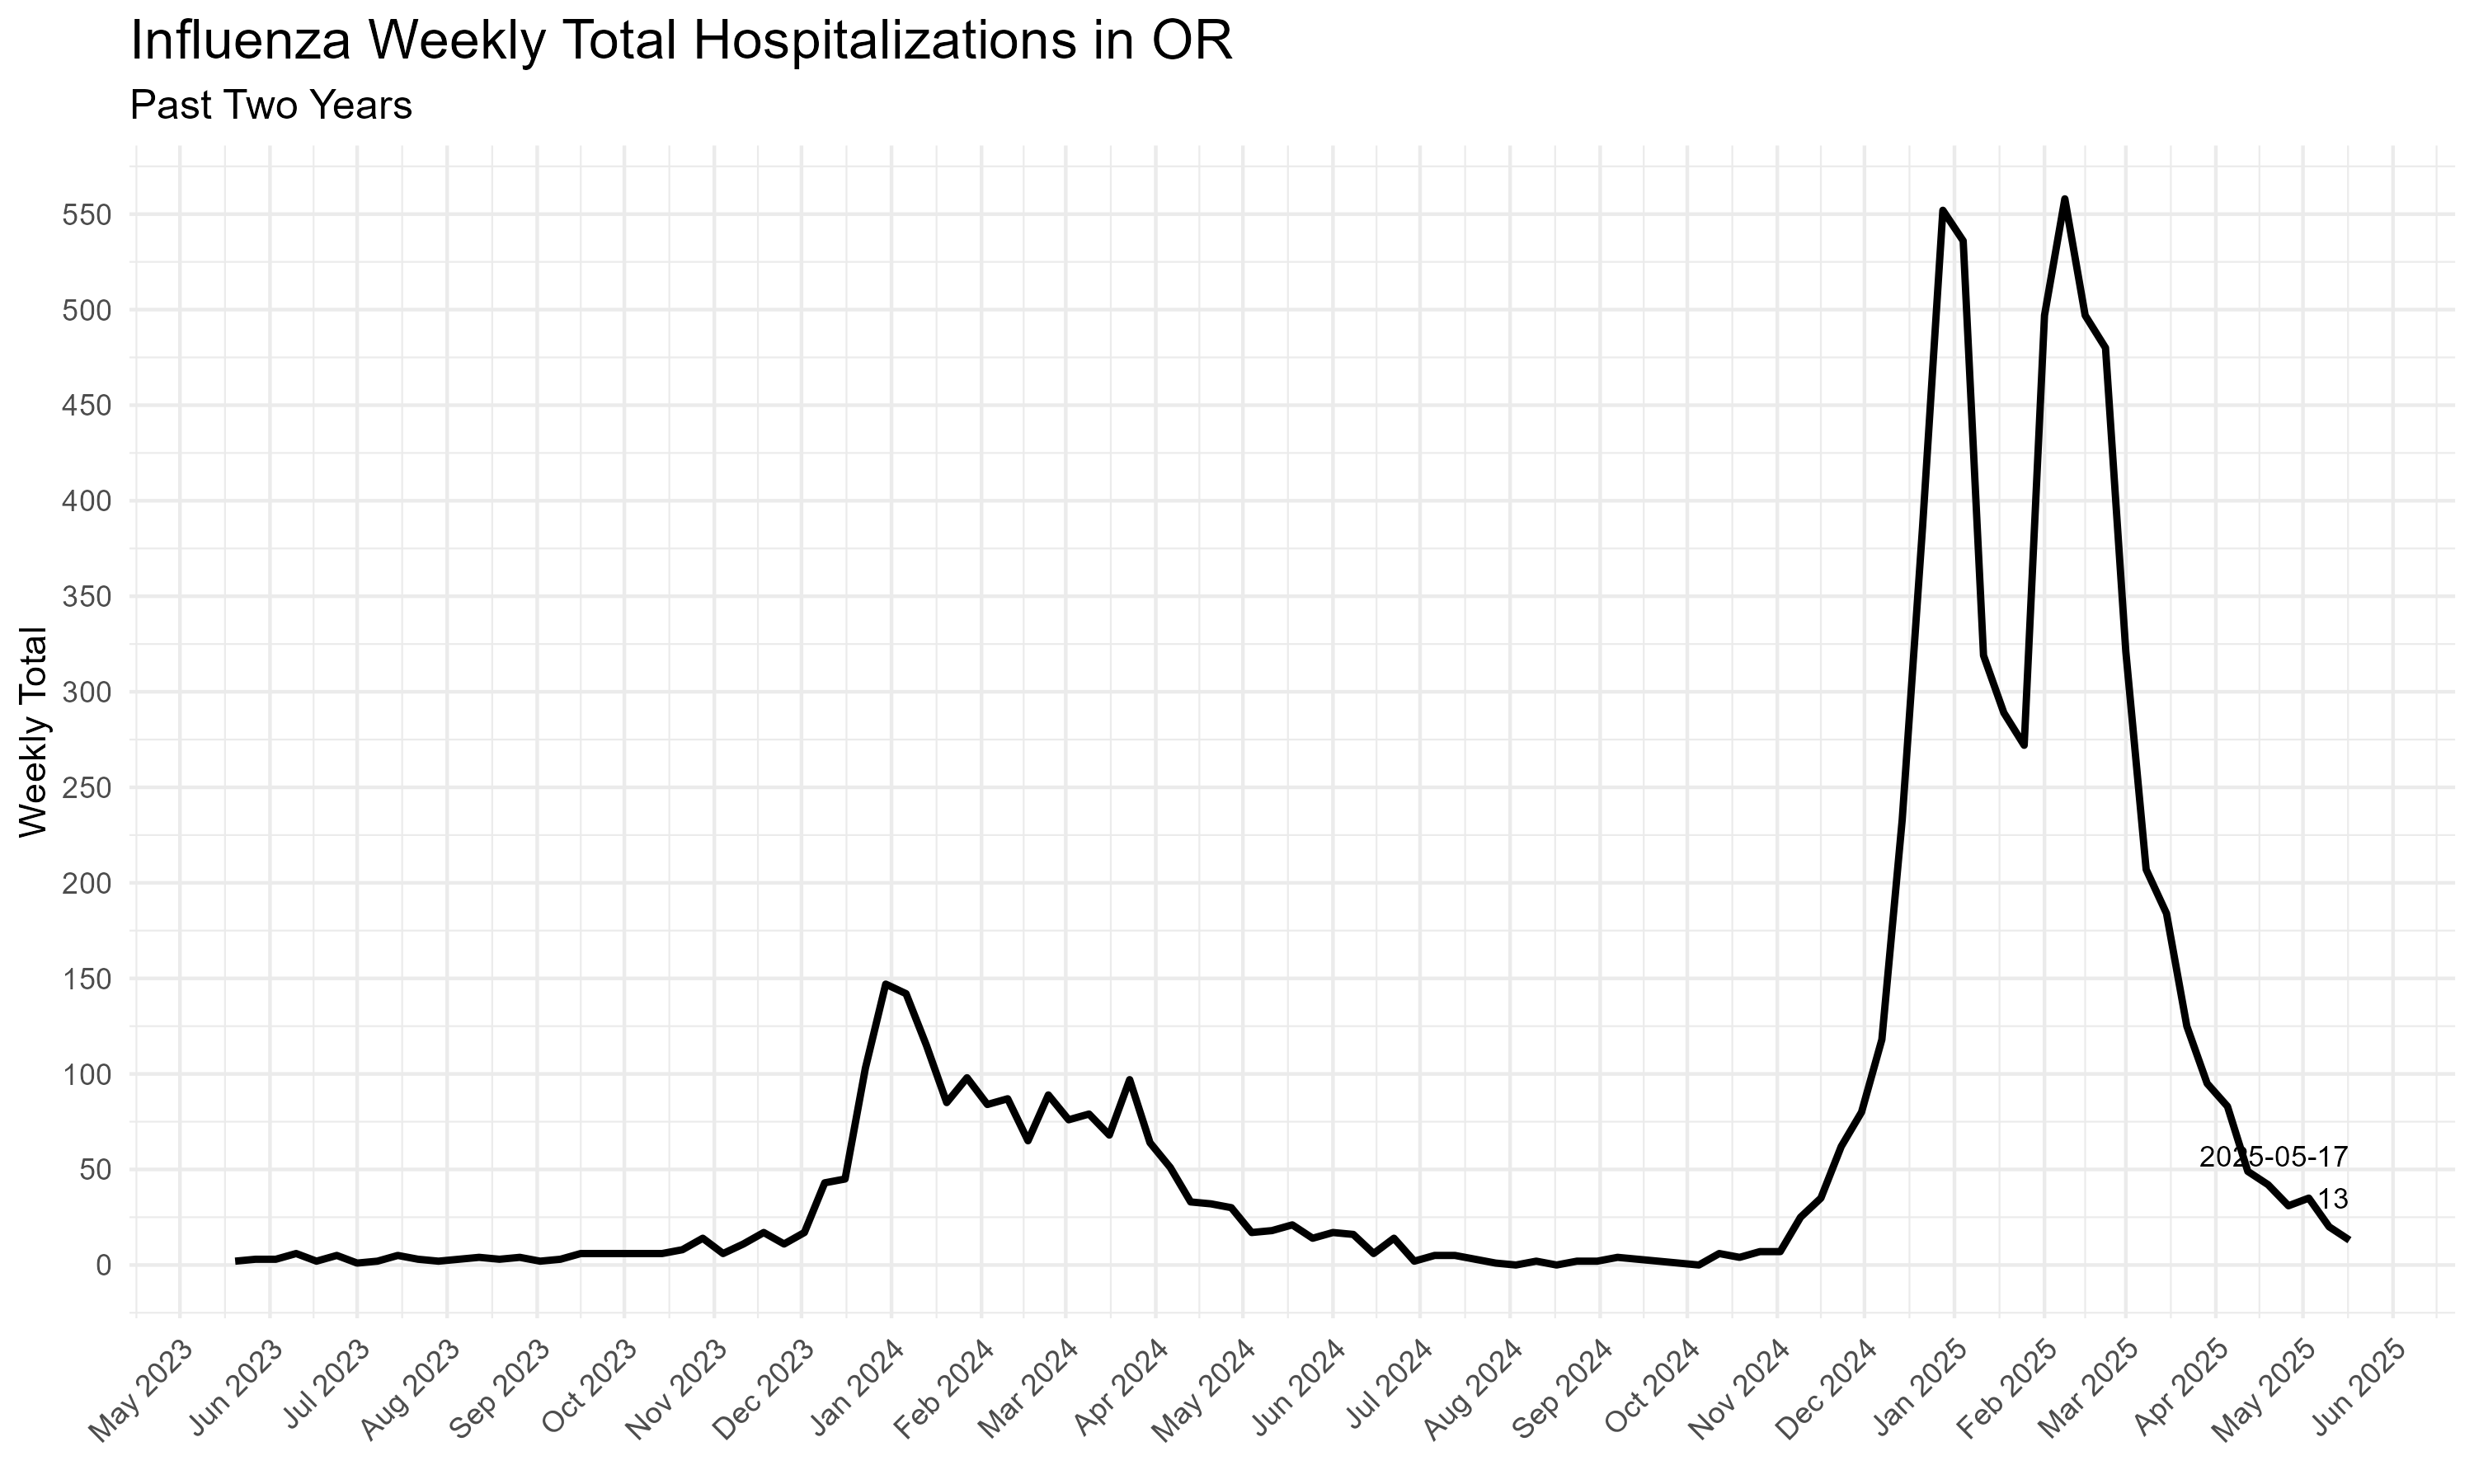 Influenza Weekly Total Hospitalizations in OR
Past Two Years
Weekly Total
550
500
450
400
350
300
250
200
150
100
50
0
2025-05-17
13
May 2023
Jun 2023
Jul 2023
Aug 2023
Sep 2023
Oct 2023
Nov 2023
Dec 2023
Jan 2024
Feb 2024
Mar 2024
Apr 2024
May 2024
Jun 2024
Jul 2024
Aug 2024
Sep 2024
Oct 2024
Nov 2024
Dec 2024
Jan 2025
Feb 2025
Mar 2025
Apr 2025
May 2025
Jun 2025